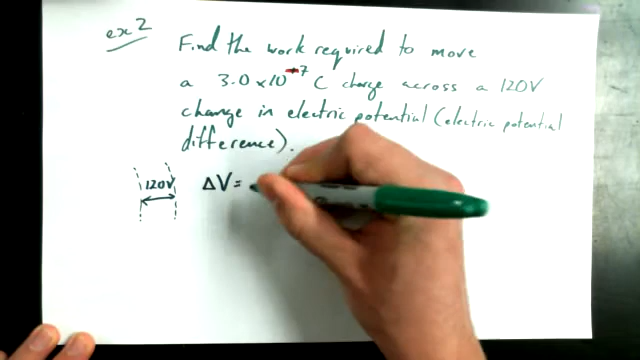 ex 2
Find the work required to move
a 3.0 × 10⁻⁷ C charge across a 120V
change in electric potential (electric potential
difference).
120V
ΔV =